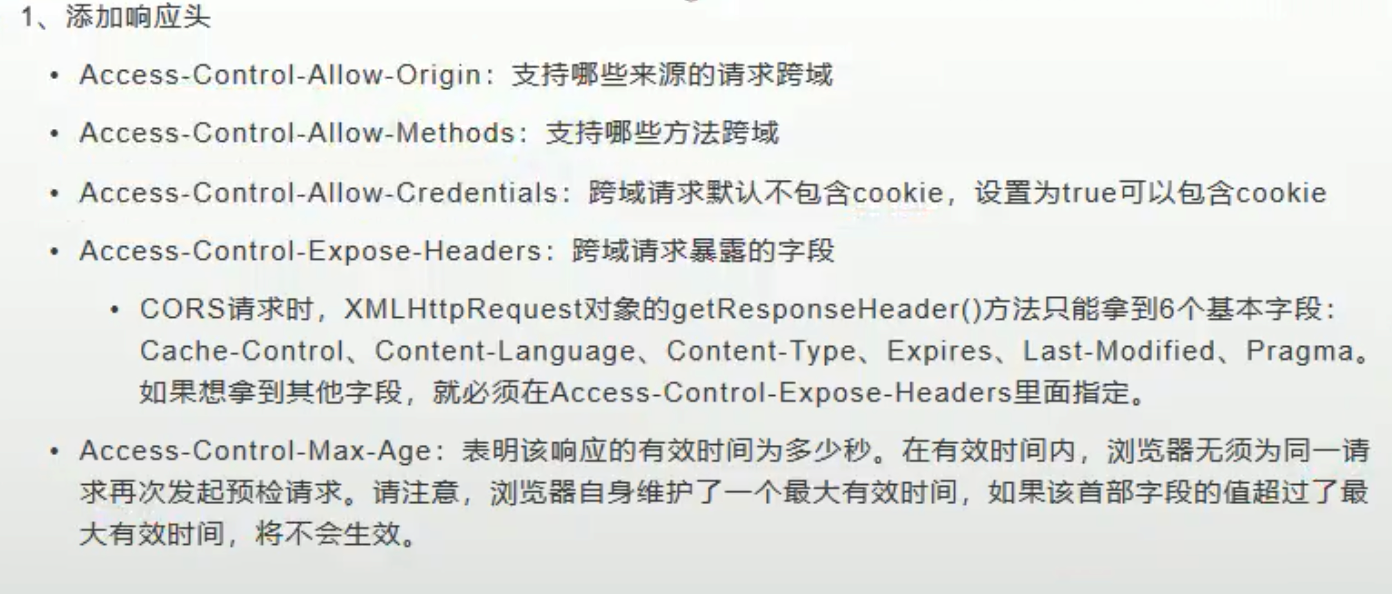 1、添加响应头
• Access-Control-Allow-Origin：支持哪些来源的请求跨域
• Access-Control-Allow-Methods：支持哪些方法跨域
• Access-Control-Allow-Credentials：跨域请求默认不包含cookie，设置为true可以包含cookie
• Access-Control-Expose-Headers：跨域请求暴露的字段
• CORS请求时，XMLHttpRequest对象的getResponseHeader()方法只能拿到6个基本字段：
Cache-Control、Content-Language、Content-Type、Expires、Last-Modified、Pragma。
如果想拿到其他字段，就必须在Access-Control-Expose-Headers里面指定。
• Access-Control-Max-Age：表明该响应的有效时间为多少秒。在有效时间内，浏览器无须为同一请
求再次发起预检请求。请注意，浏览器自身维护了一个最大有效时间，如果该首部字段的值超过了最
大有效时间，将不会生效。